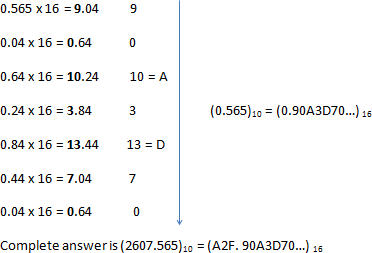 0.565 x 16 = 9.04 9
0.04 x 16 = 0.64 0
0.64 x 16 = 10.24 10 = A
0.24 x 16 = 3.84 3 (0.565)₁₀ = (0.90A3D70...) ₁₆
0.84 x 16 = 13.44 13 = D
0.44 x 16 = 7.04 7
0.04 x 16 = 0.64 0
Complete answer is (2607.565)₁₀ = (A2F. 90A3D70...) ₁₆